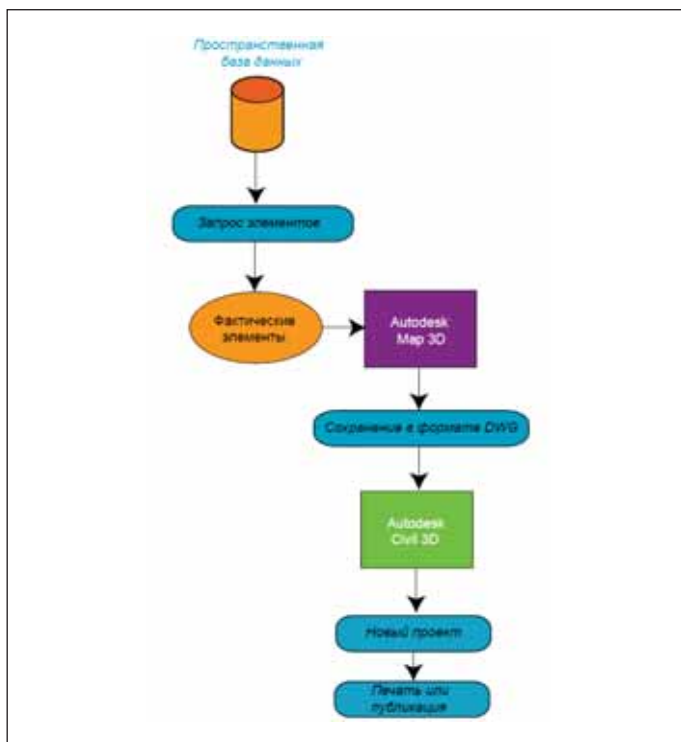 Пространственная
база данных
Запрос элементов
Фактические
элементы
Autodesk
Map 3D
Сохранение в формате DWG
Autodesk
Civil 3D
Новый проект
Печать или
публикация